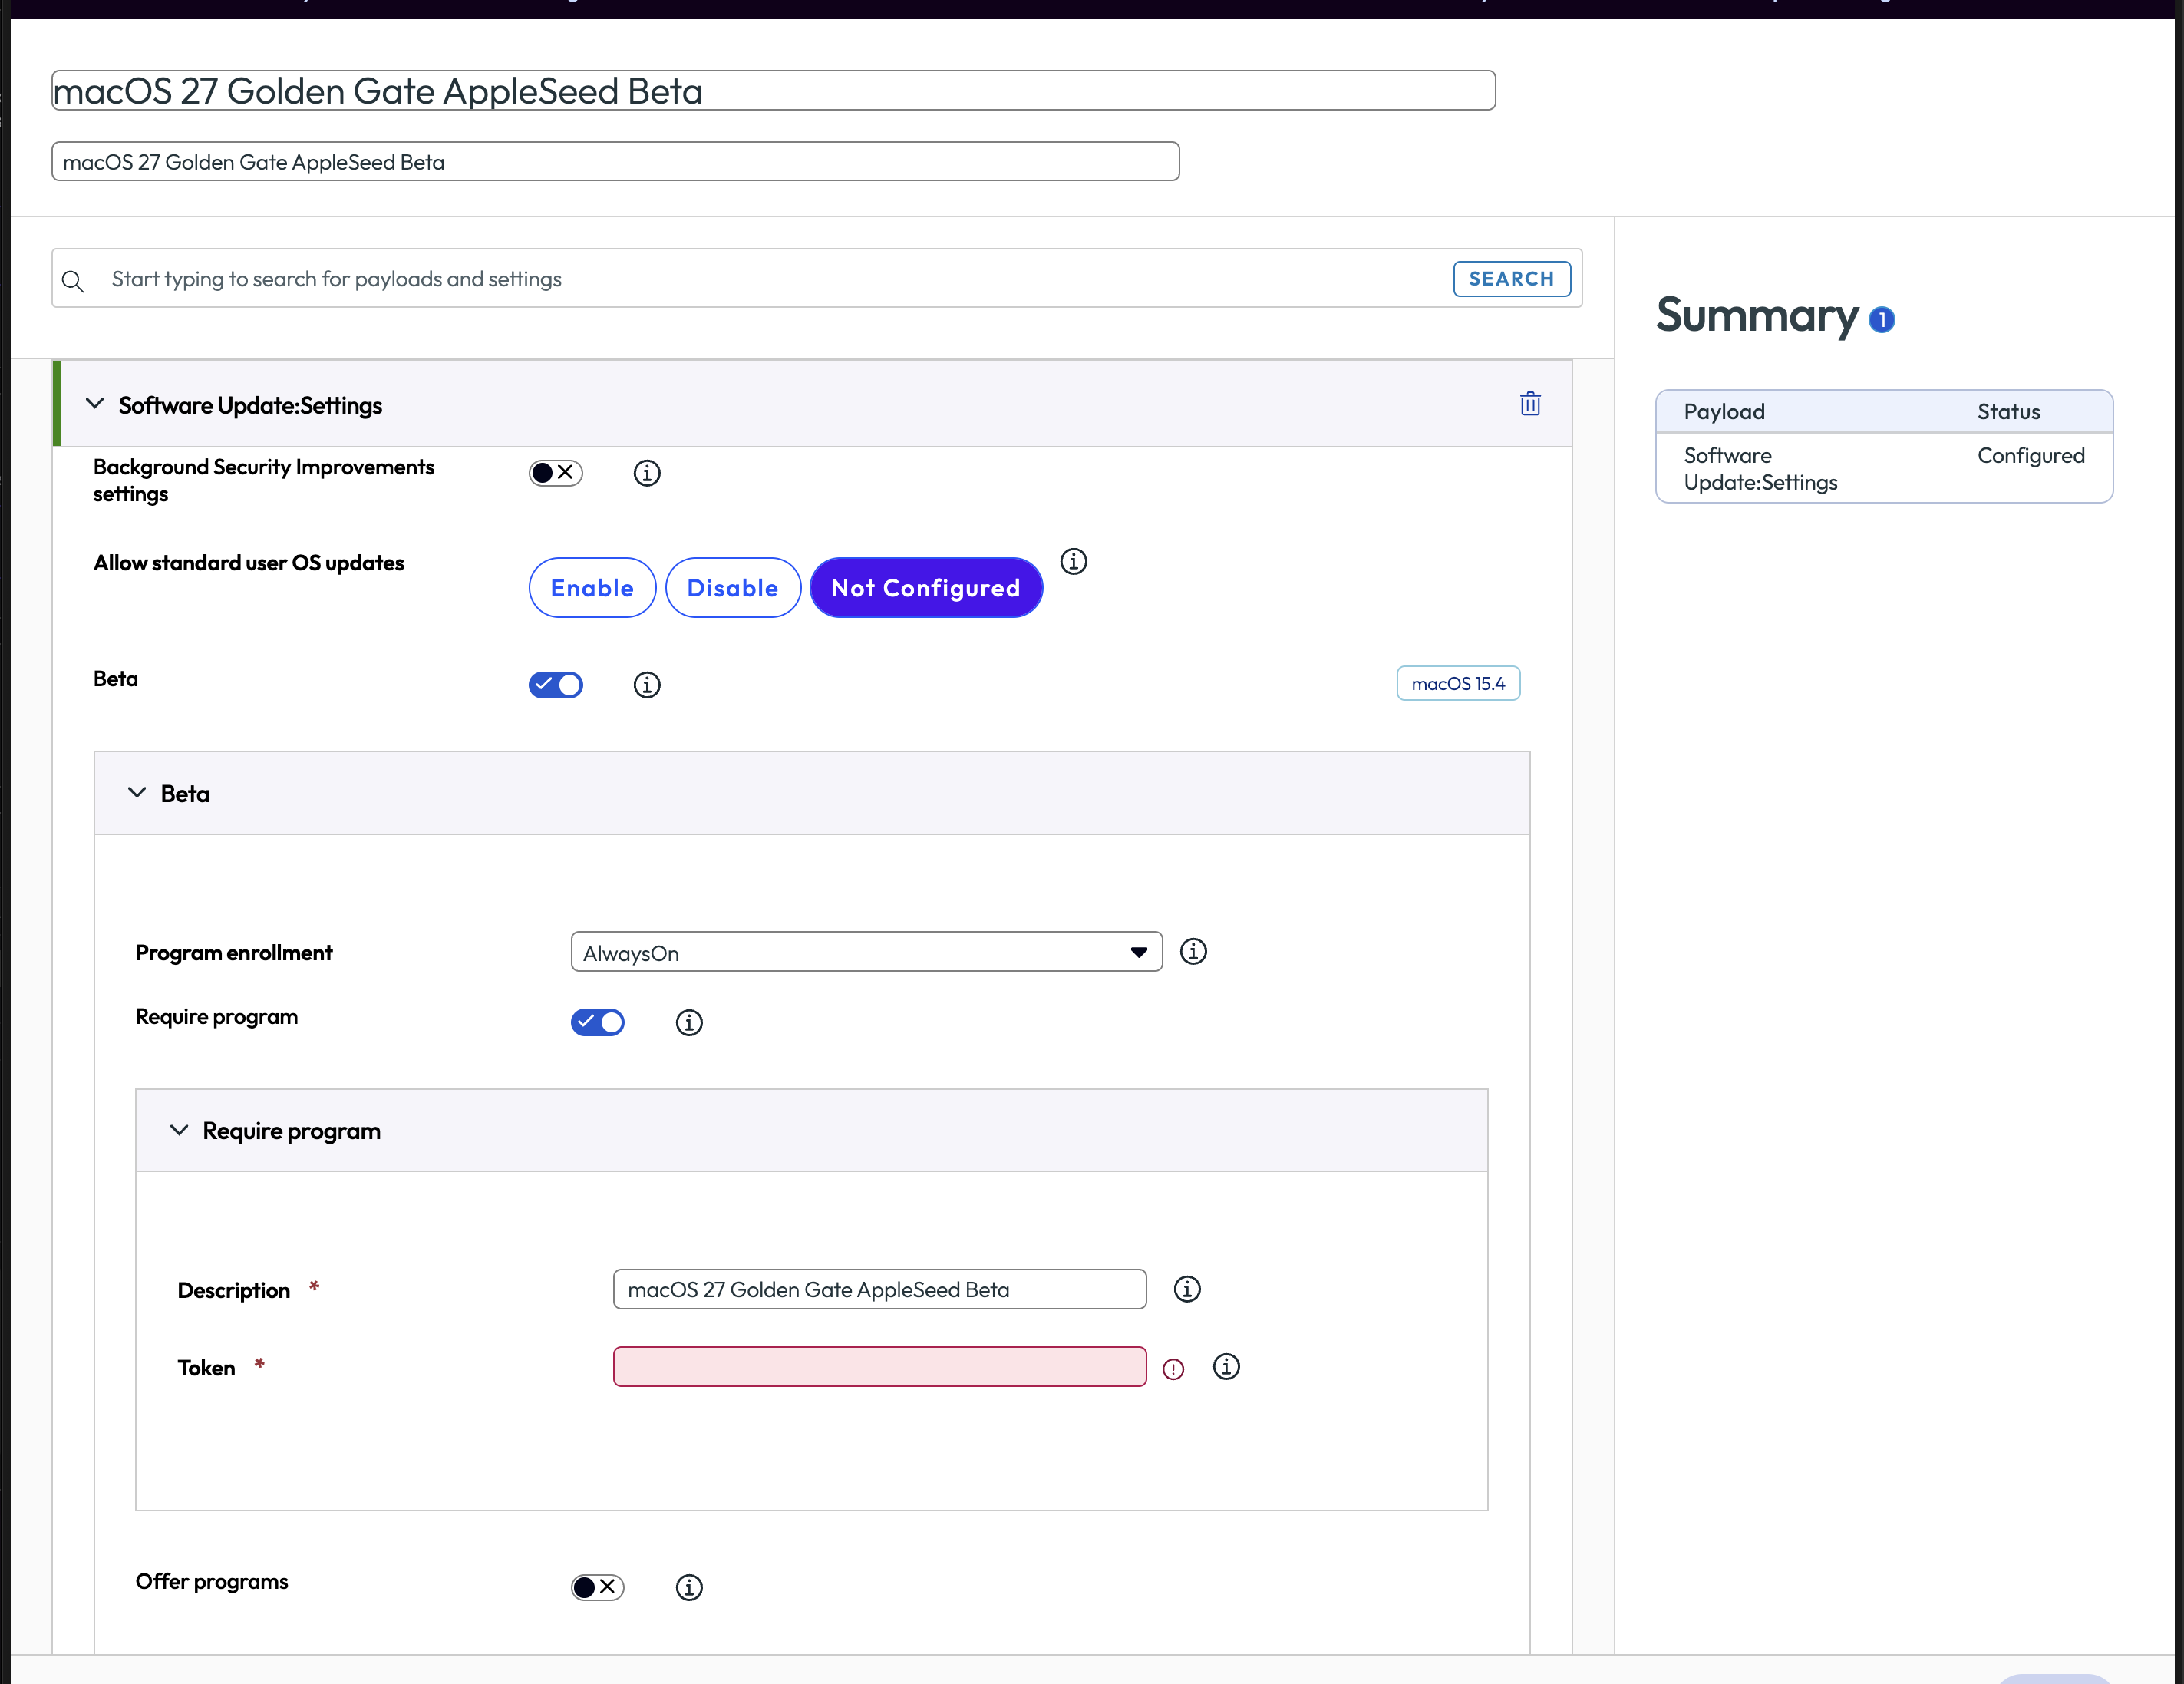 macOS 27 Golden Gate AppleSeed Beta
macOS 27 Golden Gate AppleSeed Beta
Start typing to search for payloads and settings
SEARCH
Summary 1
Payload Status
Software Configured
Update:Settings
Software Update:Settings
Background Security Improvements
settings
Allow standard user OS updates
Enable Disable Not Configured
Beta
macOS 15.4
Beta
Program enrollment
AlwaysOn
Require program
Require program
Description *
macOS 27 Golden Gate AppleSeed Beta
Token *
Offer programs